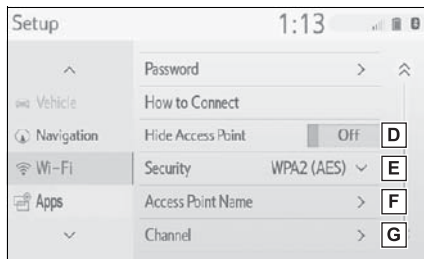 Setup 1:13
Password
Vehicle How to Connect
Navigation Hide Access Point Off D
Wi-Fi Security WPA2 (AES) E
Apps Access Point Name F
Channel G